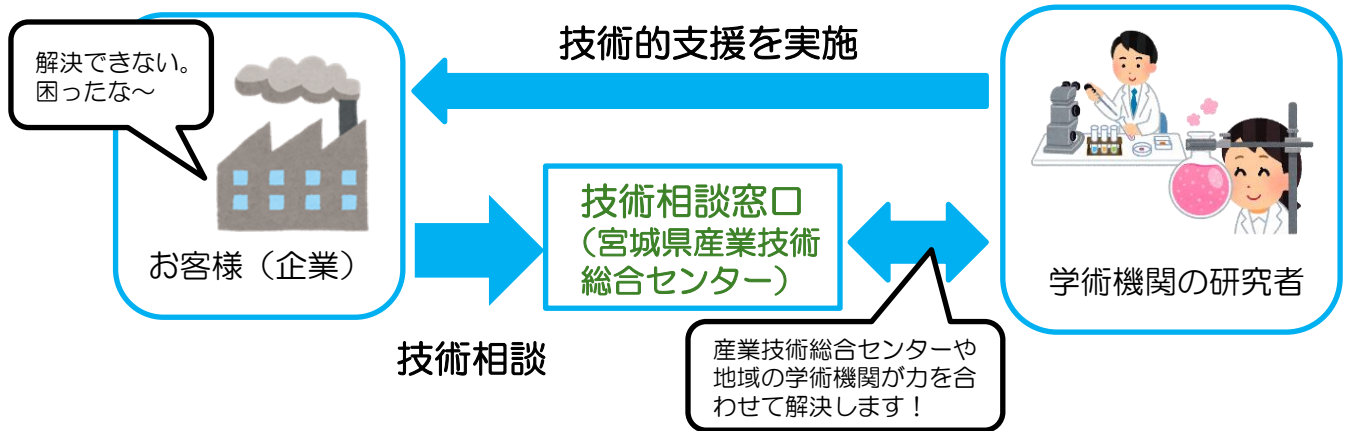 解決できない。
困ったな～
お客様（企業）
技術的支援を実施
技術相談
技術相談窓口
（宮城県産業技術
総合センター）
産業技術総合センターや
地域の学術機関が力を合
わせて解決します！
学術機関の研究者